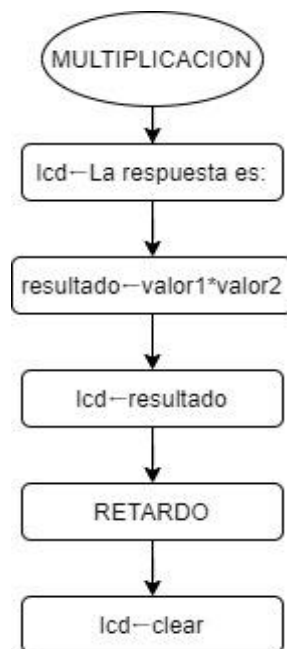 MULTIPLICACION
lcd←La respuesta es:
resultado←valor1*valor2
lcd←resultado
RETARDO
lcd←clear